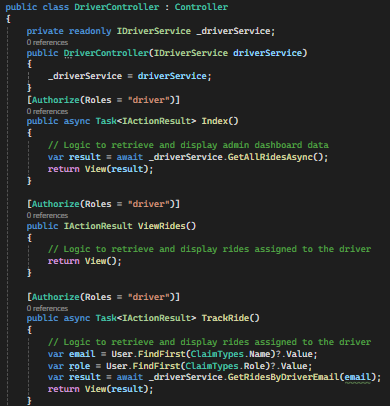 public class DriverController : Controller
{
private readonly IDriverService _driverService;
0 references
public DriverController(IDriverService driverService)
{
_driverService = driverService;
}
[Authorize(Roles = "driver")]
0 references
public async Task<IActionResult> Index()
{
// Logic to retrieve and display admin dashboard data
var result = await _driverService.GetAllRidesAsync();
return View(result);
}
[Authorize(Roles = "driver")]
0 references
public IActionResult ViewRides()
{
// Logic to retrieve and display rides assigned to the driver
return View();
}
[Authorize(Roles = "driver")]
0 references
public async Task<IActionResult> TrackRide()
{
// Logic to retrieve and display rides assigned to the driver
var email = User.FindFirst(ClaimTypes.Name)?.Value;
var role = User.FindFirst(ClaimTypes.Role)?.Value;
var result = await _driverService.GetRidesByDriverEmail(email);
return View(result);
}